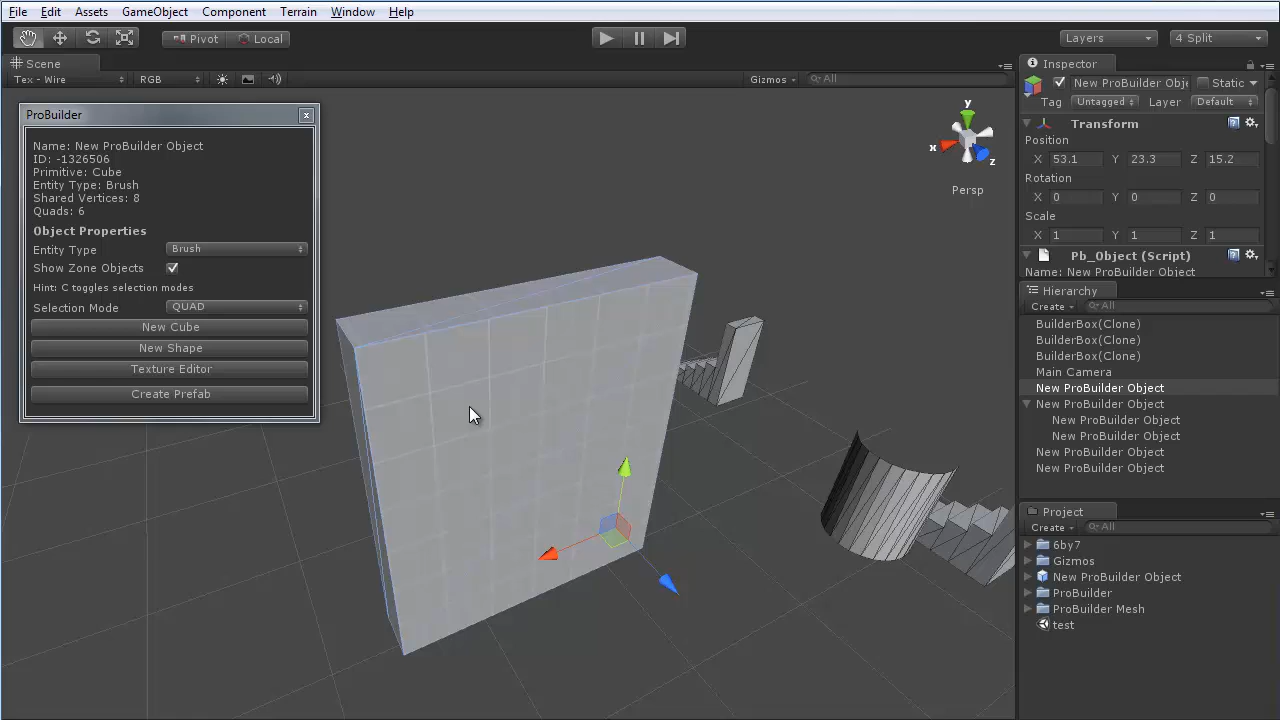 File Edit Assets GameObject Component Terrain Window Help
Pivot Local Layers 4 Split
Scene
Tex - Wire RGB Gizmos All
ProBuilder x
Name: New ProBuilder Object
ID: -1326506
Primitive: Cube
Entity Type: Brush
Shared Vertices: 8
Quads: 6
Object Properties
Entity Type Brush
Show Zone Objects
Hint: C toggles selection modes
Selection Mode QUAD
New Cube
New Shape
Texture Editor
Create Prefab
y
x
z
Persp
Inspector
New ProBuilder Obje Static
Tag Untagged Layer Default
Transform
Position
X 53.1 Y 23.3 Z 15.2
Rotation
X 0 Y 0 Z 0
Scale
X 1 Y 1 Z 1
Pb_Object (Script)
Name: New ProBuilder Object
Hierarchy
Create All
BuilderBox(Clone)
BuilderBox(Clone)
BuilderBox(Clone)
Main Camera
New ProBuilder Object
New ProBuilder Object
New ProBuilder Object
New ProBuilder Object
New ProBuilder Object
New ProBuilder Object
Project
Create All
6by7
Gizmos
New ProBuilder Object
ProBuilder
ProBuilder Mesh
test